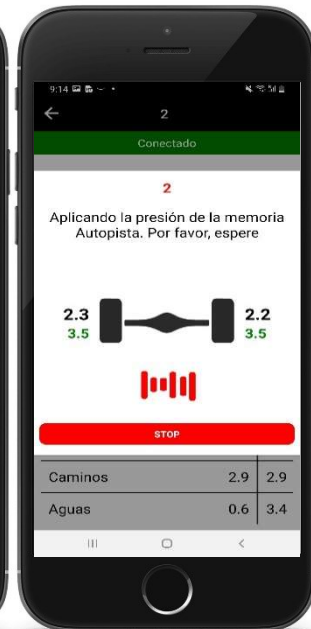 9:14
2
Conectado
2
Aplicando la presión de la memoria
Autopista. Por favor, espere
2.3 2.2
3.5 3.5
STOP
Caminos 2.9 2.9
Aguas 0.6 3.4